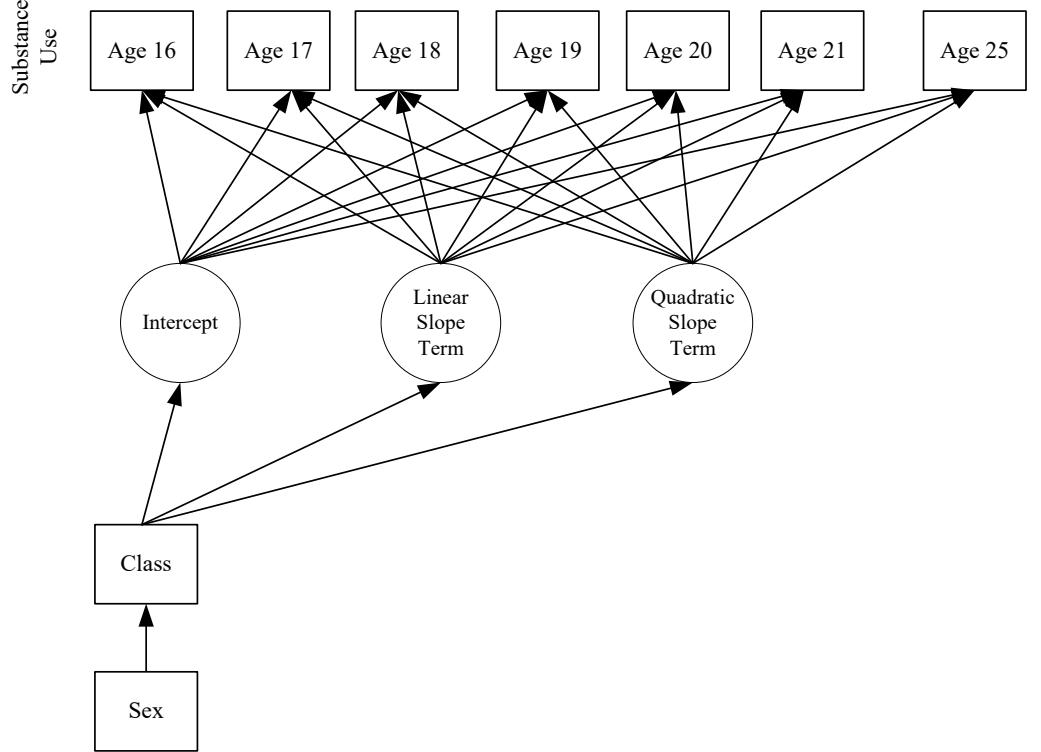 Substance
Use
Age 16
Age 17
Age 18
Age 19
Age 20
Age 21
Age 25
Intercept
Linear
Slope
Term
Quadratic
Slope
Term
Class
Sex